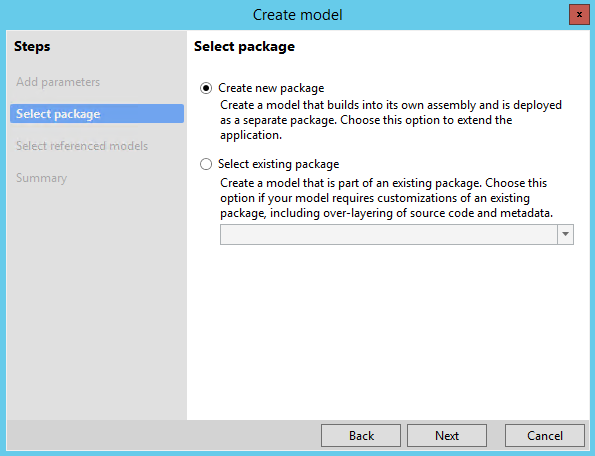 Create model
x
Steps
Add parameters
Select package
Select referenced models
Summary
Select package
Create new package
Create a model that builds into its own assembly and is deployed
as a separate package. Choose this option to extend the
application.
Select existing package
Create a model that is part of an existing package. Choose this
option if your model requires customizations of an existing
package, including over-layering of source code and metadata.
Back
Next
Cancel